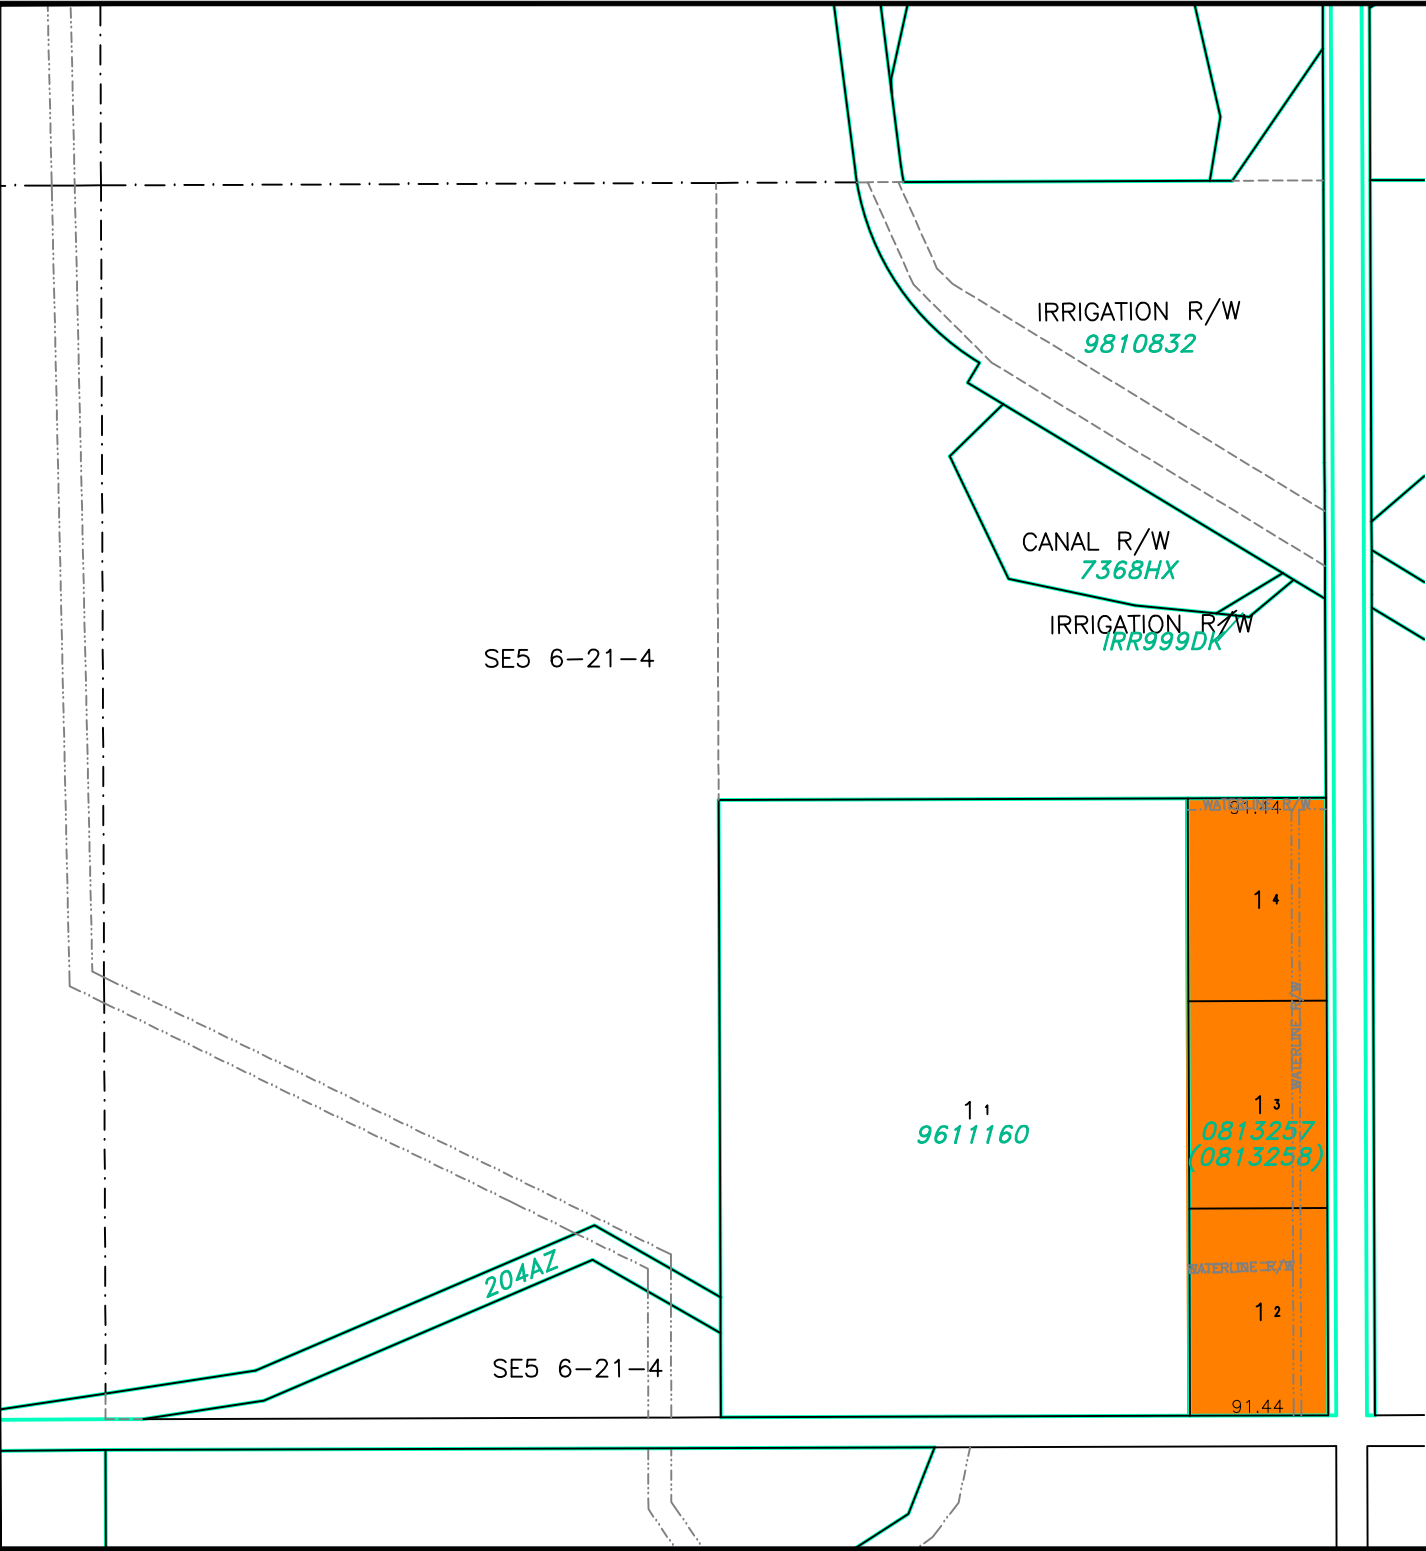 IRRIGATION R/W
9810832
CANAL R/W
7368HX
IRRIGATION R/W
IRR999DK
SE5 6-21-4
WATERLINE R/W
91.44
1 4
WATERLINE R/W
1 3
0813257
(0813258)
1 1
9611160
204AZ
WATERLINE R/W
1 2
SE5 6-21-4
91.44